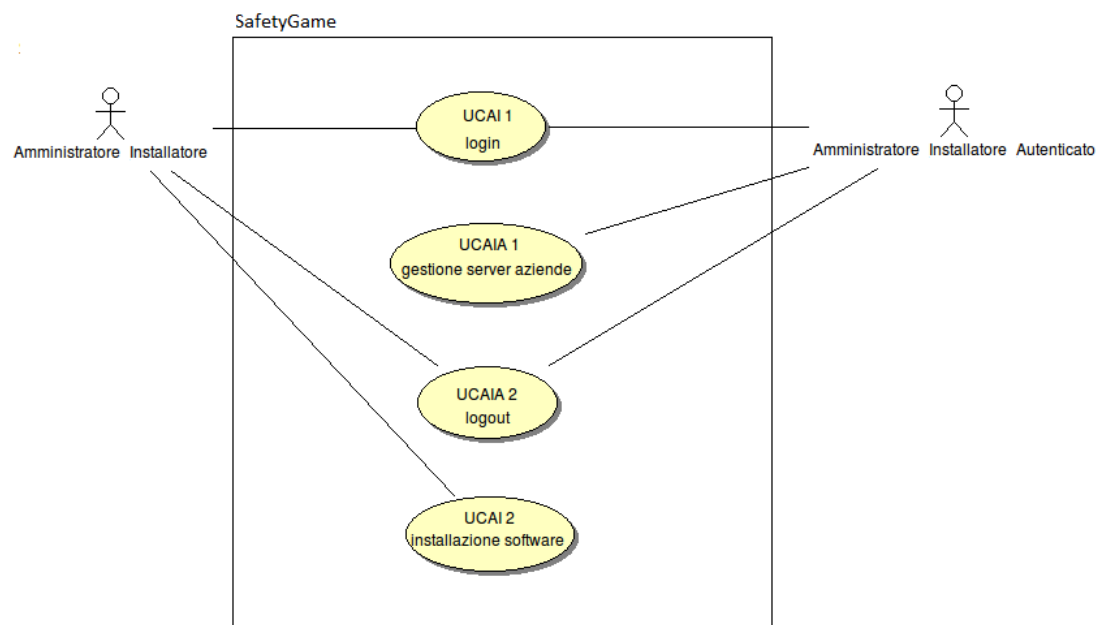 SafetyGame
UCAI 1
login
Amministratore Installatore
Amministratore Installatore Autenticato
UCAIA 1
gestione server aziende
UCAIA 2
logout
UCAI 2
installazione software